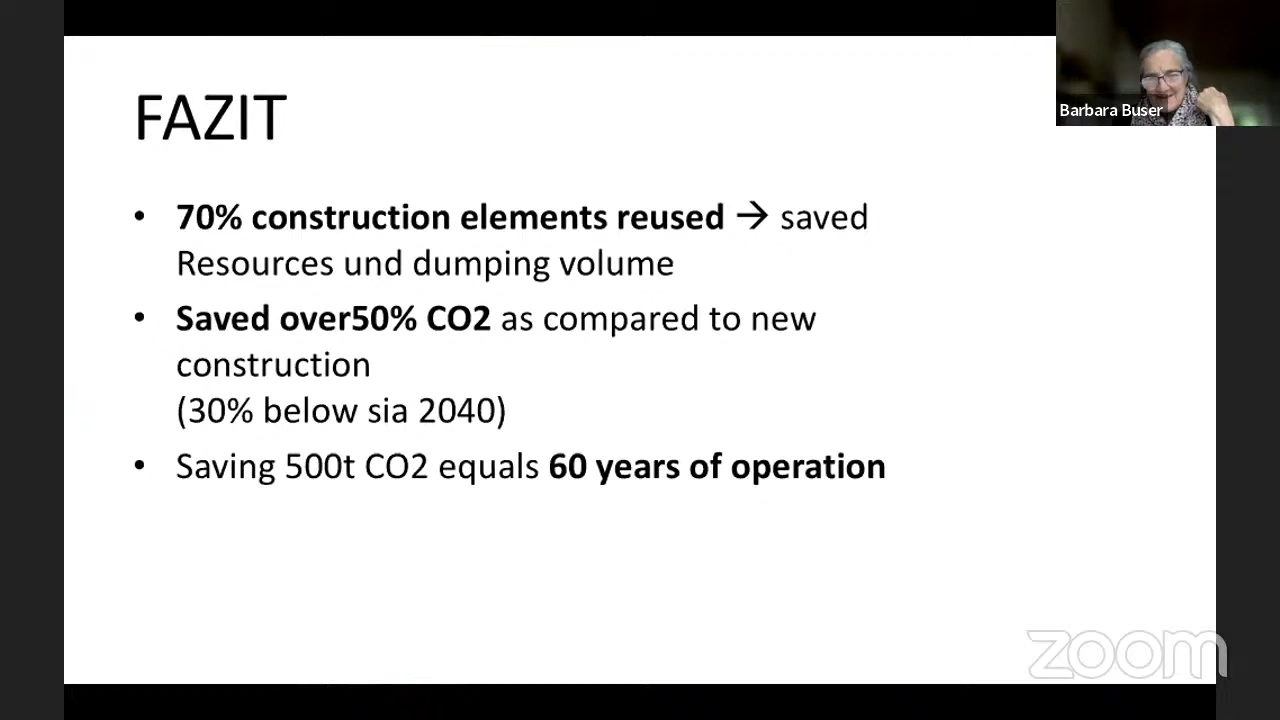 FAZIT
Barbara Buser
• 70% construction elements reused → saved
Resources und dumping volume
• Saved over50% CO2 as compared to new
construction
(30% below sia 2040)
• Saving 500t CO2 equals 60 years of operation
zoom